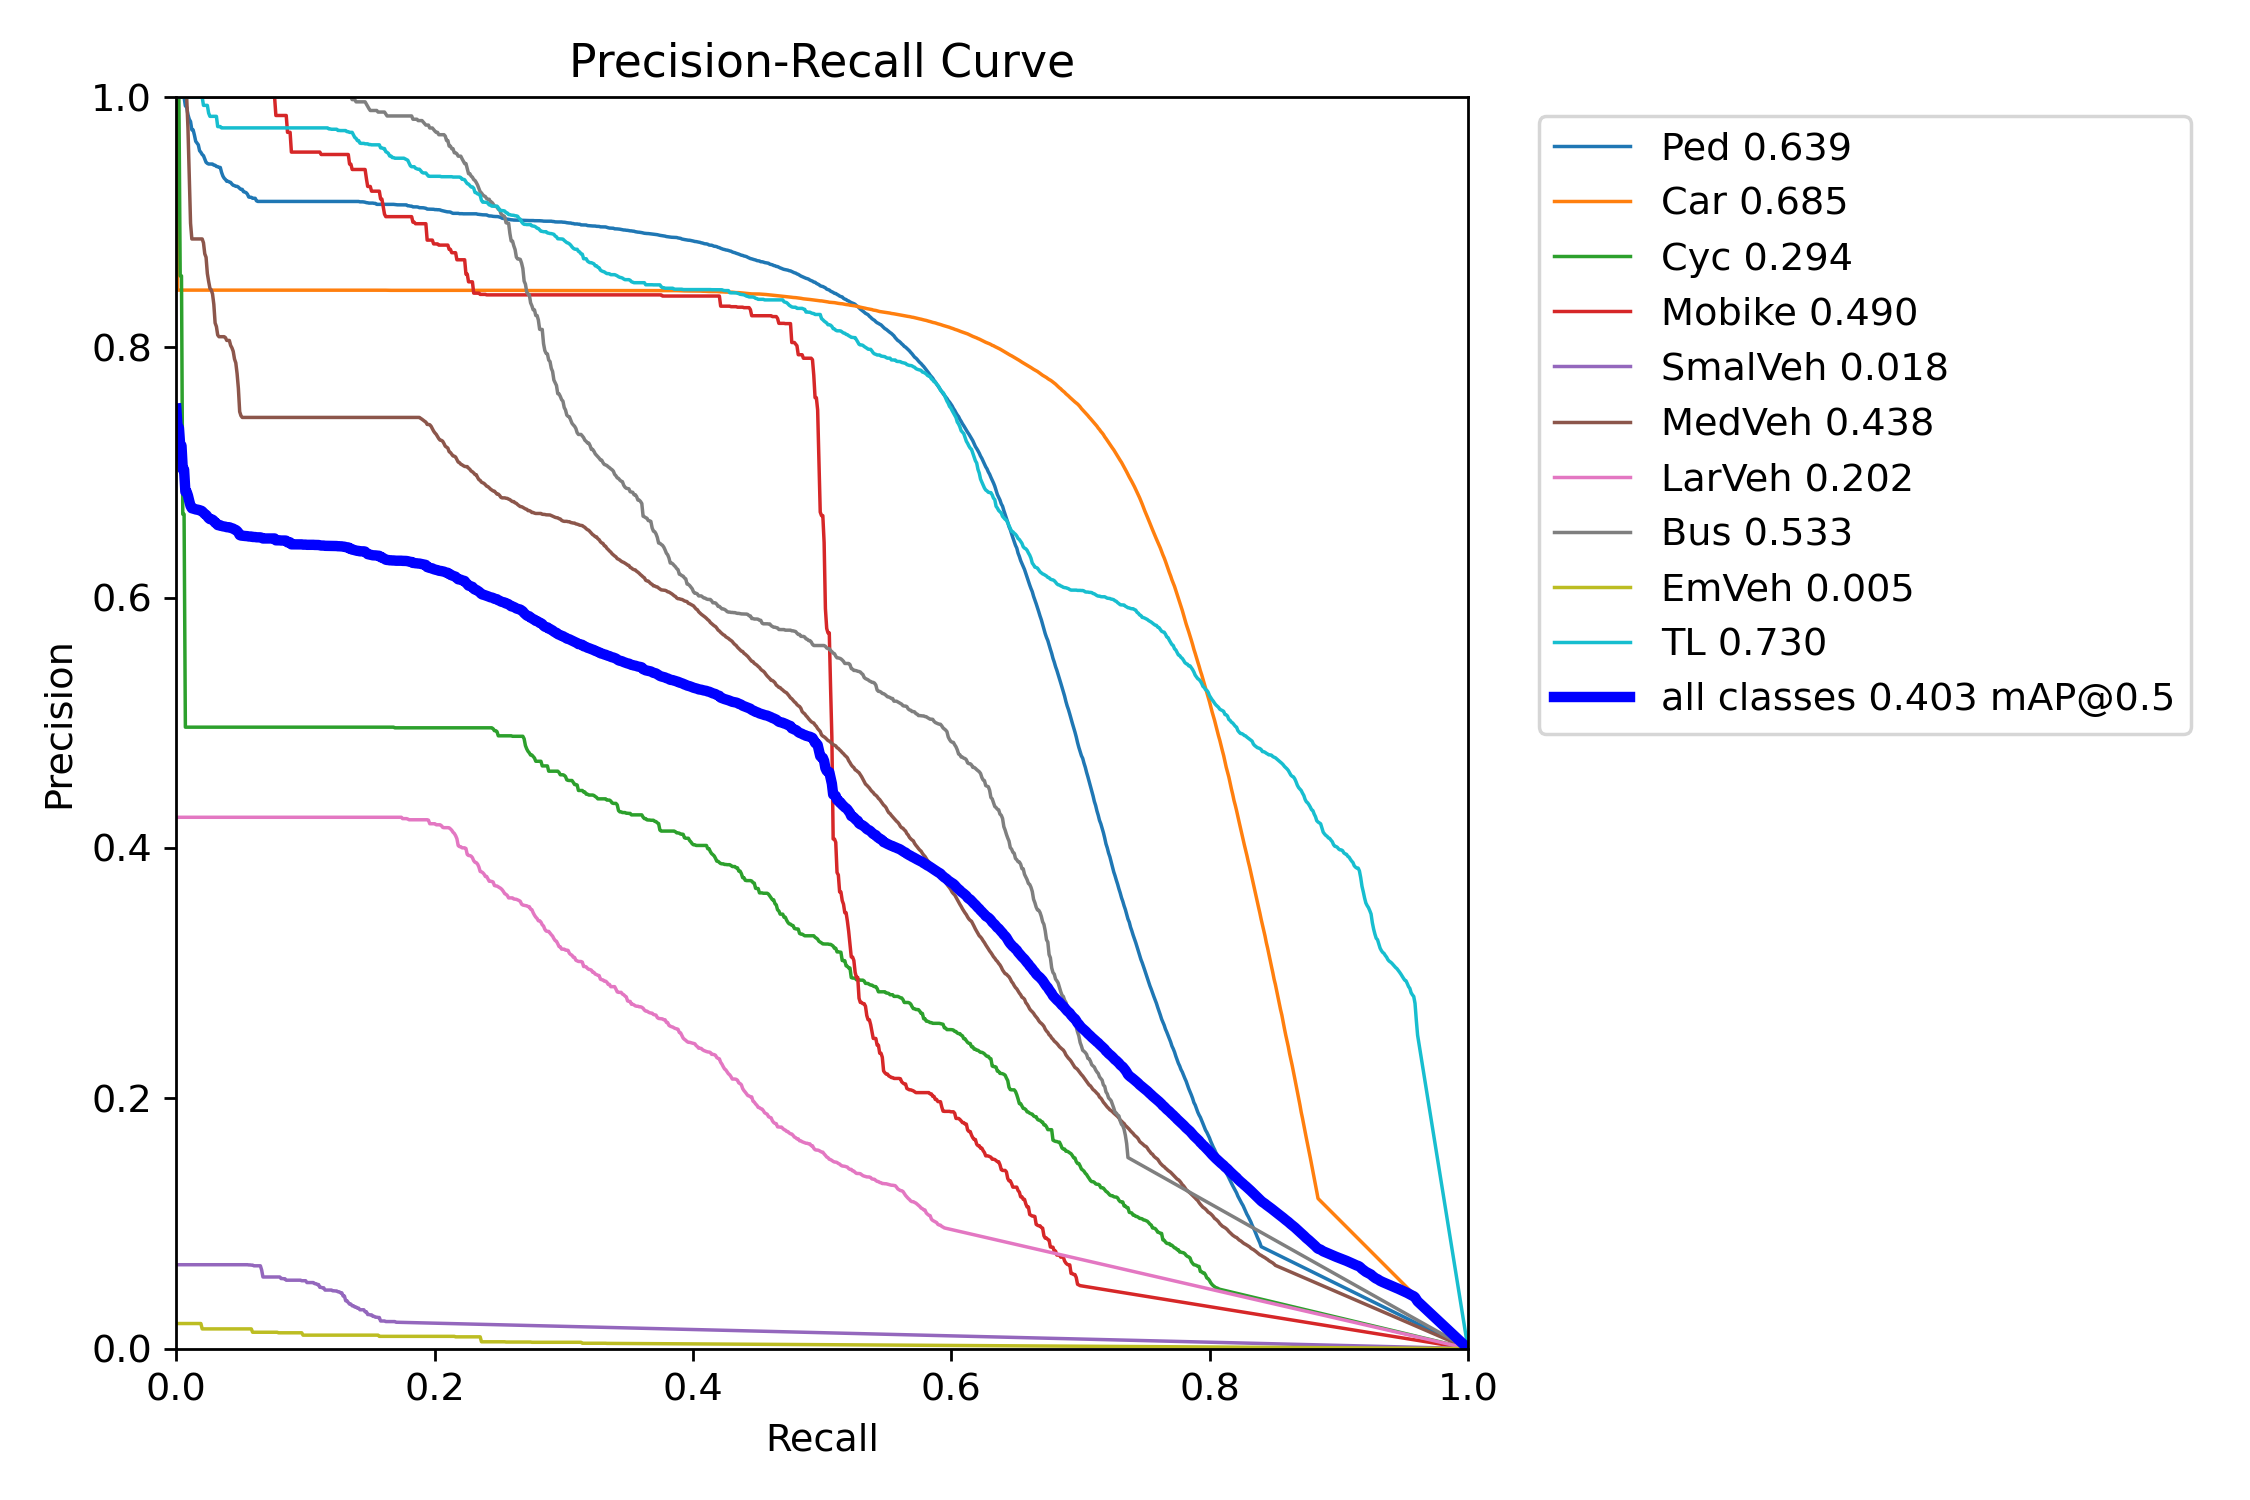 Precision-Recall Curve
1.0
0.8
0.6
0.4
0.2
0.0
Precision
0.0 0.2 0.4 0.6 0.8 1.0
Recall
Ped 0.639
Car 0.685
Cyc 0.294
Mobike 0.490
SmalVeh 0.018
MedVeh 0.438
LarVeh 0.202
Bus 0.533
EmVeh 0.005
TL 0.730
all classes 0.403 mAP@0.5